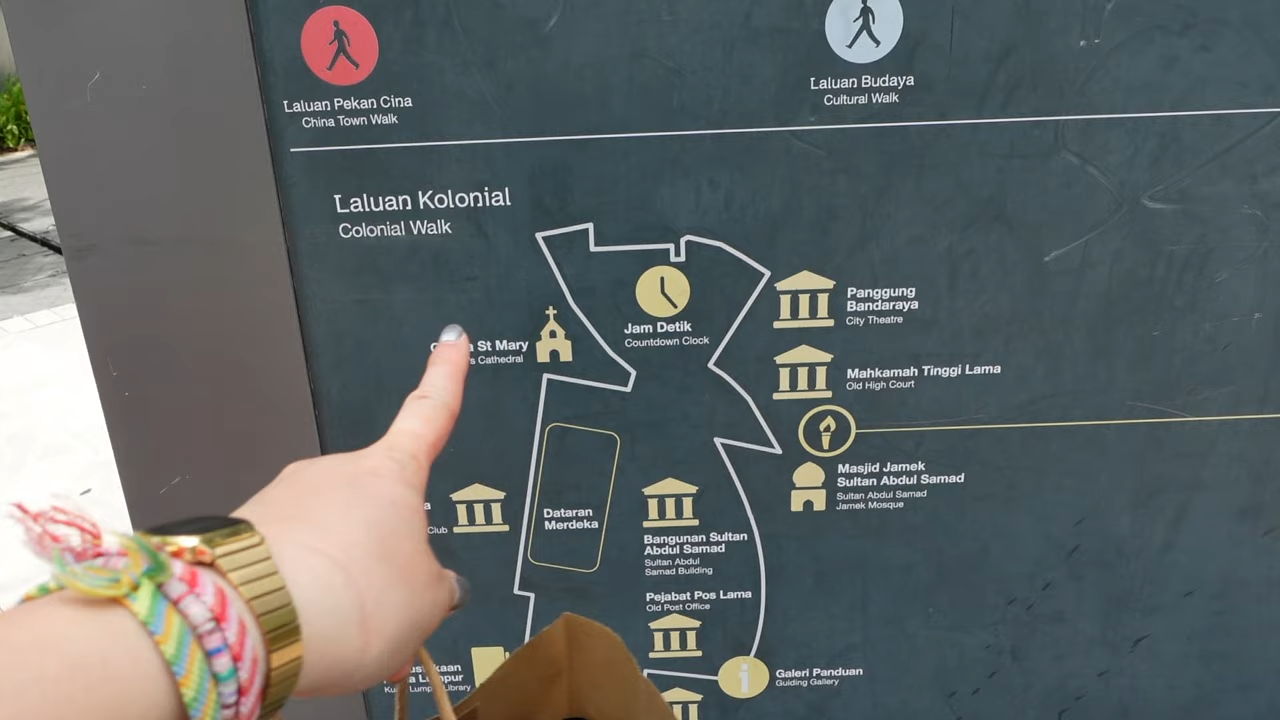 Laluan Pekan Cina
China Town Walk
Laluan Budaya
Cultural Walk
Laluan Kolonial
Colonial Walk
Jam Detik
Countdown Clock
Panggung
Bandaraya
City Theatre
St Mary
Cathedral
Mahkamah Tinggi Lama
Old High Court
Masjid Jamek
Sultan Abdul Samad
Sultan Abdul Samad
Jamek Mosque
Club
Dataran
Merdeka
Bangunan Sultan
Abdul Samad
Sultan Abdul
Samad Building
Pejabat Pos Lama
Old Post Office
Library
Galeri Panduan
Guiding Gallery